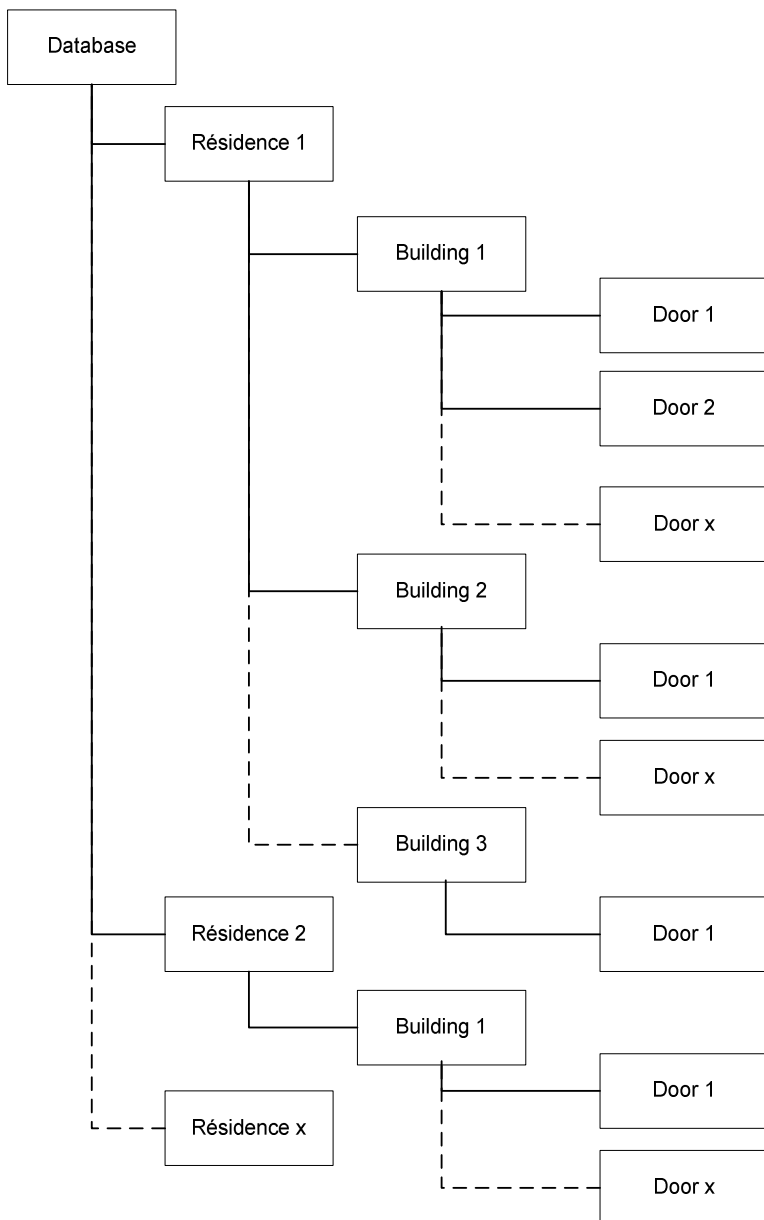 Database
Résidence 1
Building 1
Door 1
Door 2
Door x
Building 2
Door 1
Door x
Building 3
Door 1
Résidence 2
Building 1
Door 1
Résidence x
Door x